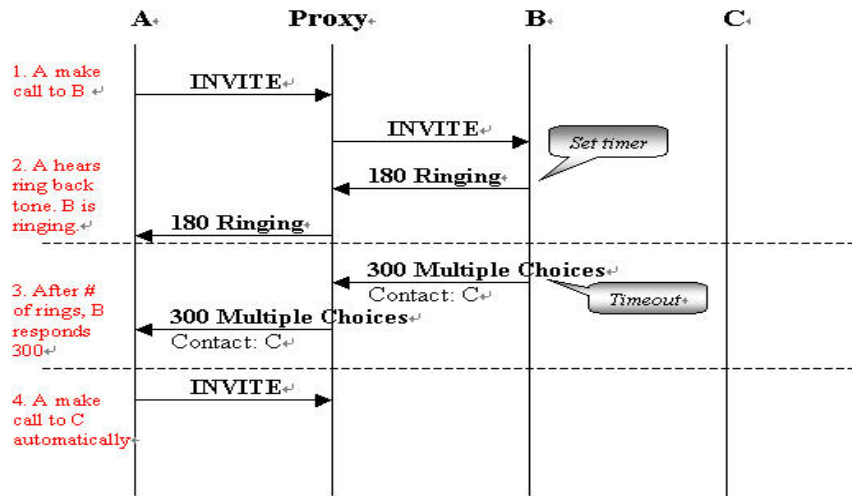 A Proxy B C
1. A make
call to B
INVITE
INVITE
Set timer
2. A hears
ring back
tone. B is
ringing.
180 Ringing
180 Ringing
300 Multiple Choices
Contact: C
Timeout
3. After #
of rings, B
responds
300
300 Multiple Choices
Contact: C
4. A make
call to C
automatically
INVITE